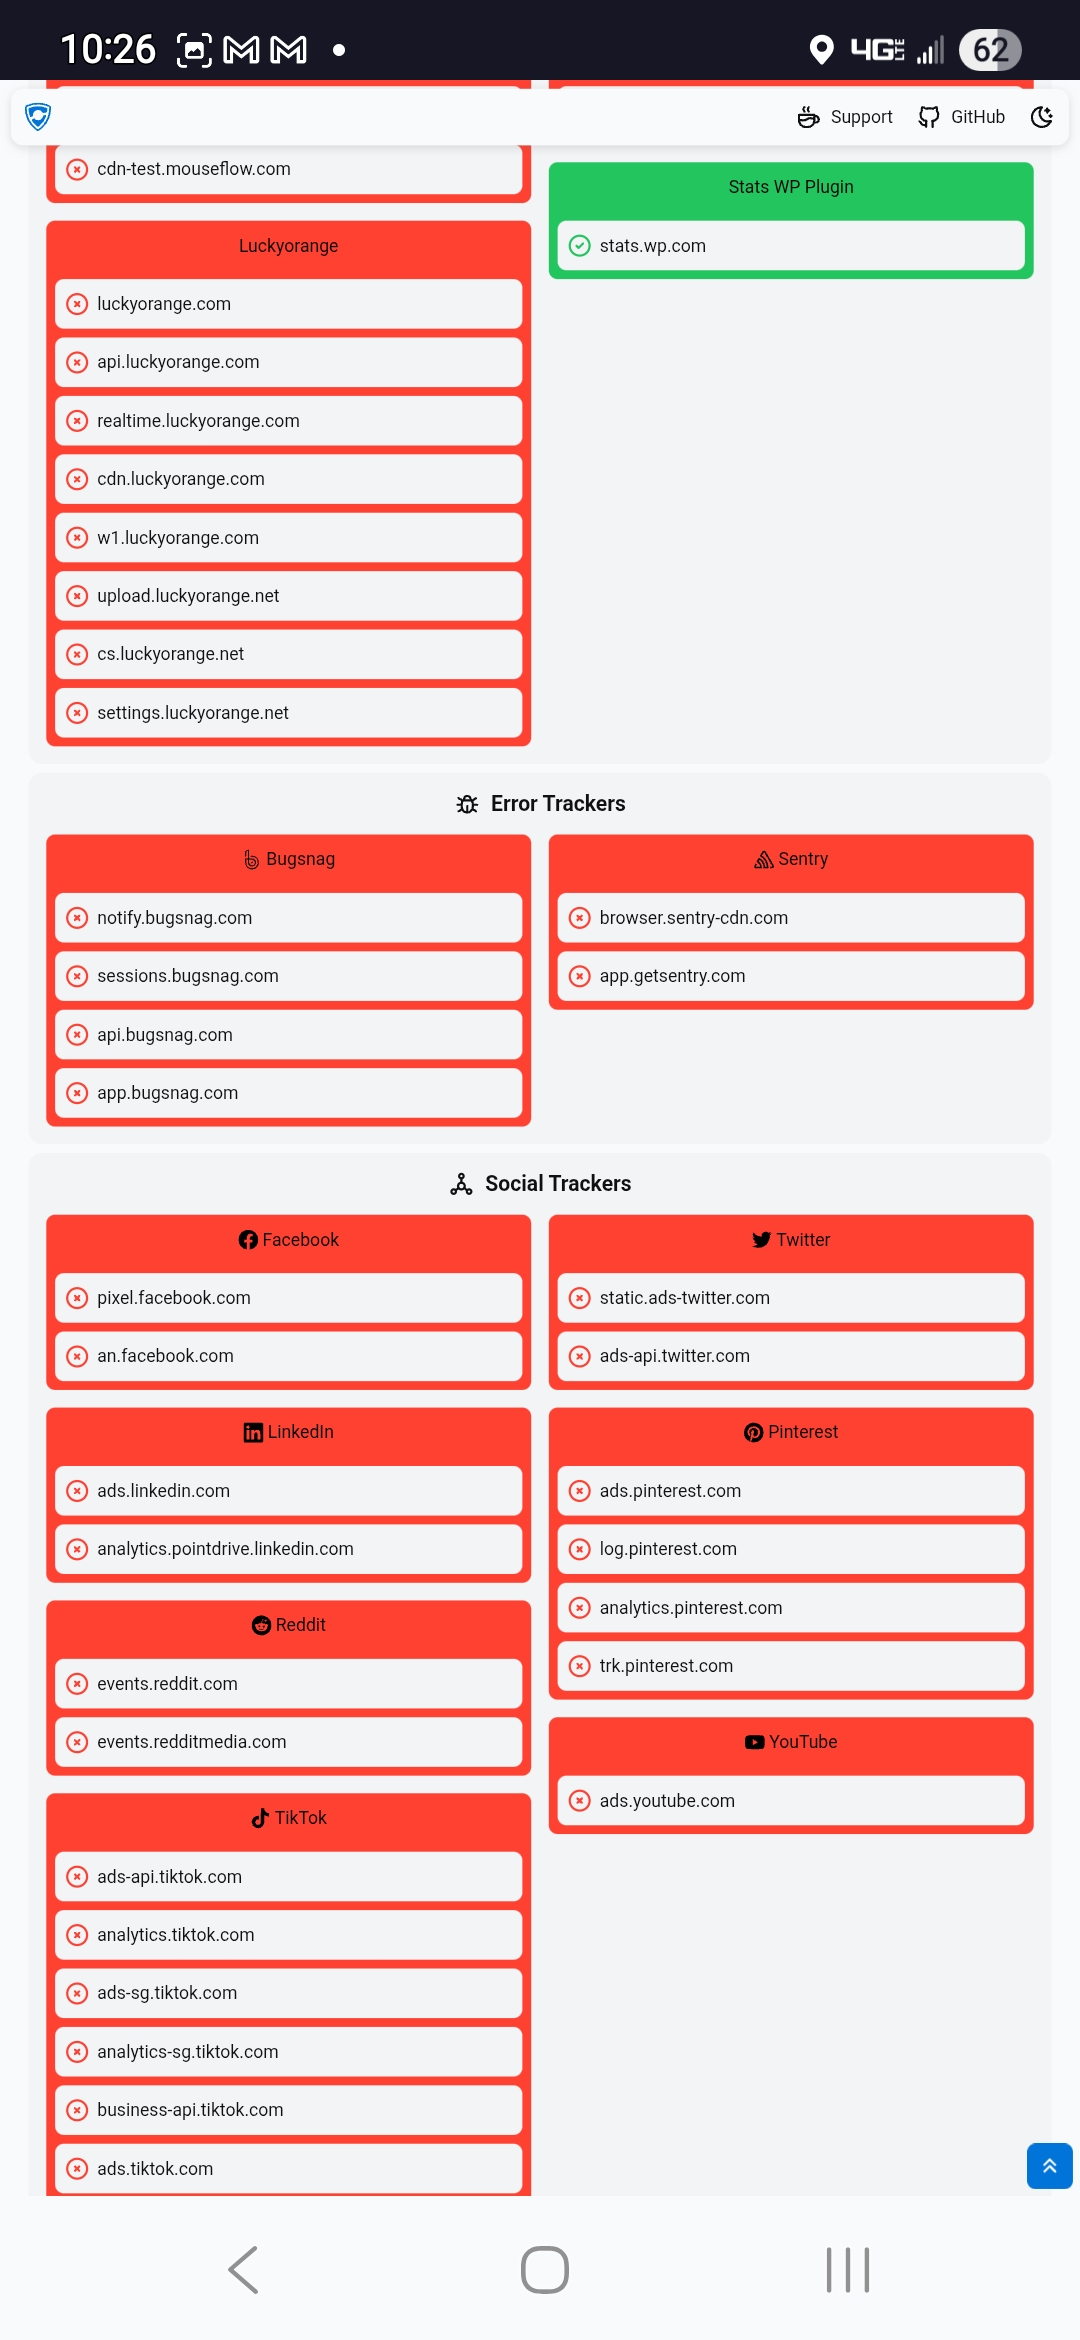 10:26
4G LTE
62
Support
GitHub
cdn-test.mouseflow.com
Luckyorange
luckyorange.com
api.luckyorange.com
realtime.luckyorange.com
cdn.luckyorange.com
w1.luckyorange.com
upload.luckyorange.net
cs.luckyorange.net
settings.luckyorange.net
Stats WP Plugin
stats.wp.com
Error Trackers
Bugsnag
notify.bugsnag.com
sessions.bugsnag.com
api.bugsnag.com
app.bugsnag.com
Sentry
browser.sentry-cdn.com
app.getsentry.com
Social Trackers
Facebook
pixel.facebook.com
an.facebook.com
LinkedIn
ads.linkedin.com
analytics.pointdrive.linkedin.com
Reddit
events.reddit.com
events.redditmedia.com
TikTok
ads-api.tiktok.com
analytics.tiktok.com
ads-sg.tiktok.com
analytics-sg.tiktok.com
business-api.tiktok.com
ads.tiktok.com
Twitter
static.ads-twitter.com
ads-api.twitter.com
Pinterest
ads.pinterest.com
log.pinterest.com
analytics.pinterest.com
trk.pinterest.com
YouTube
ads.youtube.com